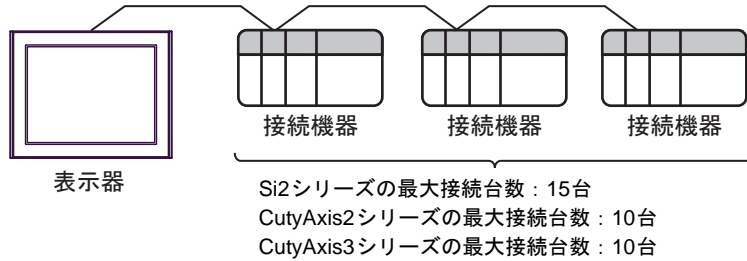 接続機器 接続機器 接続機器
表示器
Si2シリーズの最大接続台数：15台
CutyAxis2シリーズの最大接続台数：10台
CutyAxis3シリーズの最大接続台数：10台